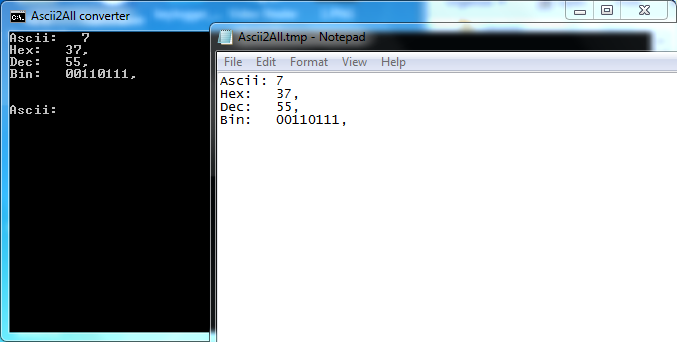 Ascii2All converter
Ascii:   7
Hex:   37,
Dec:   55,
Bin:   00110111,
Ascii:
Ascii2All.tmp - Notepad
File Edit Format View Help
Ascii: 7
Hex:   37,
Dec:   55,
Bin:   00110111,